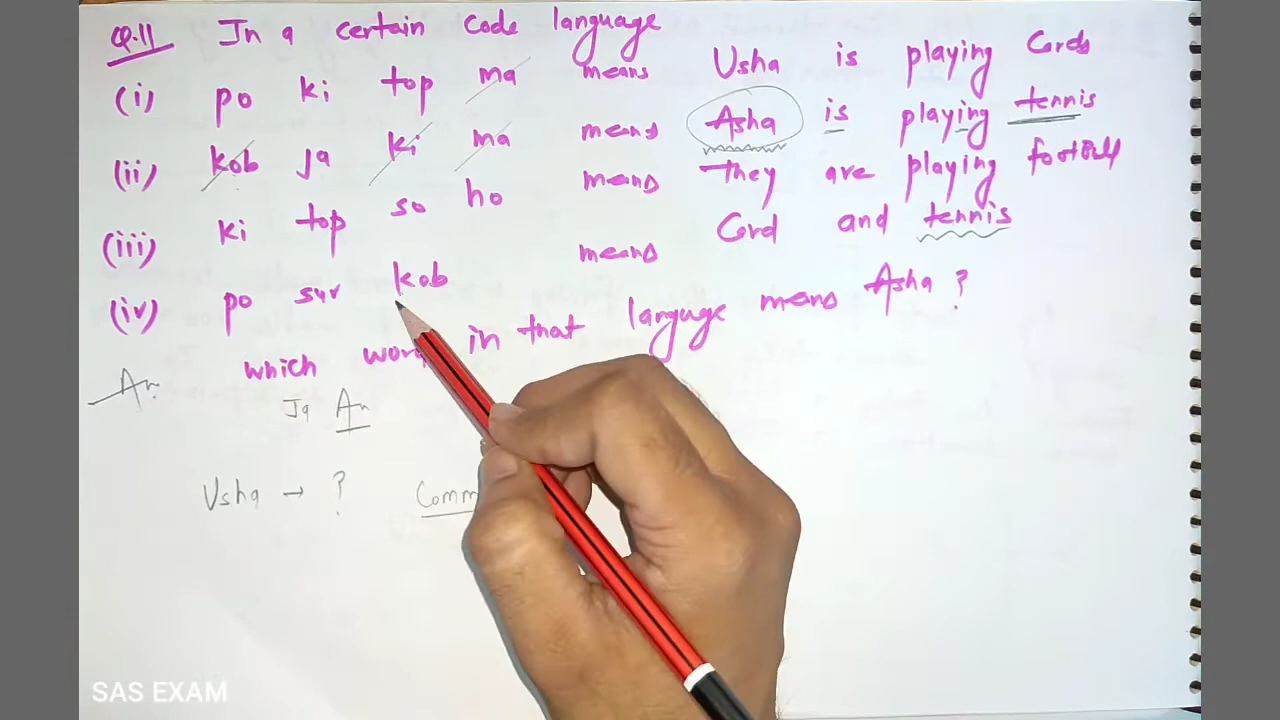 Q.11 In a certain code language
(i) po ki top ma means Usha is playing Cards
(ii) kob ja ki ma means Asha is playing tennis
(iii) ki top so ho means They are playing football
(iv) po sur kob means Card and tennis
which word in that language means Asha ?
An
Ja An
Usha → ? Comm
SAS EXAM